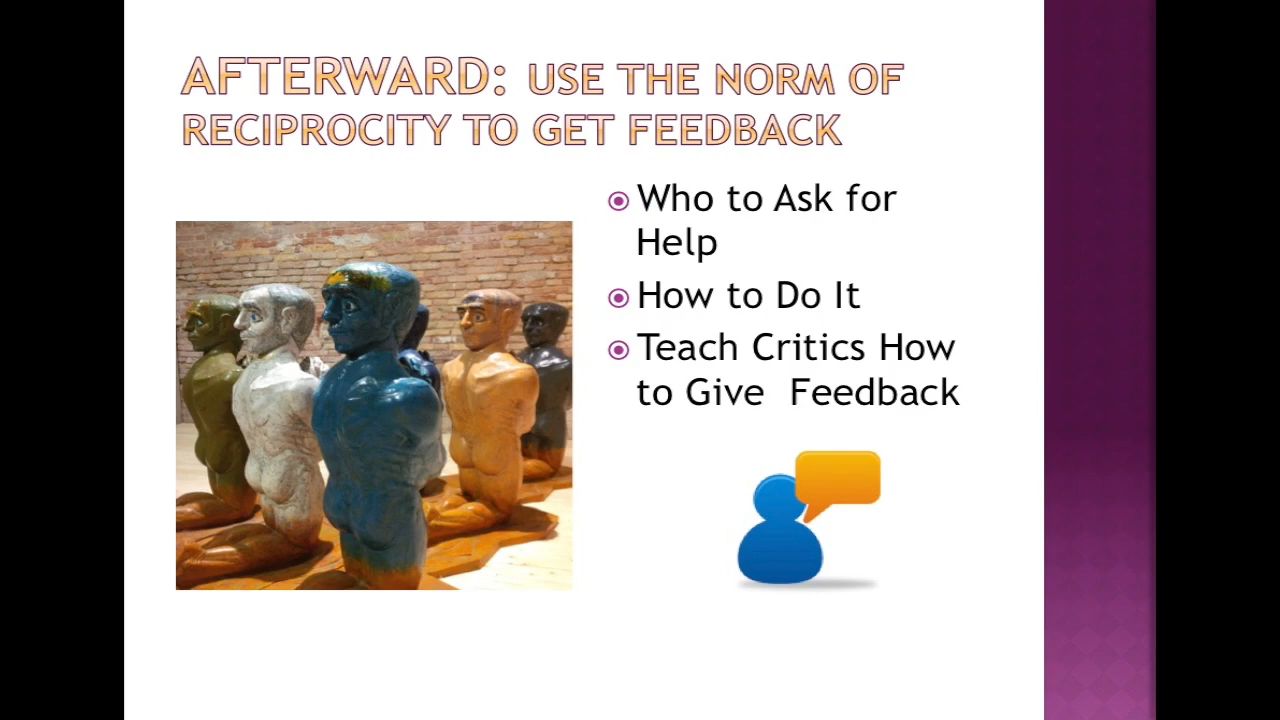 AFTERWARD: USE THE NORM OF
RECIPROCITY TO GET FEEDBACK
Who to Ask for
Help
How to Do It
Teach Critics How
to Give  Feedback